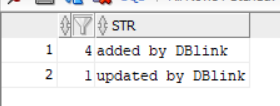 STR
1 4 added by DBlink
2 1 updated by DBlink